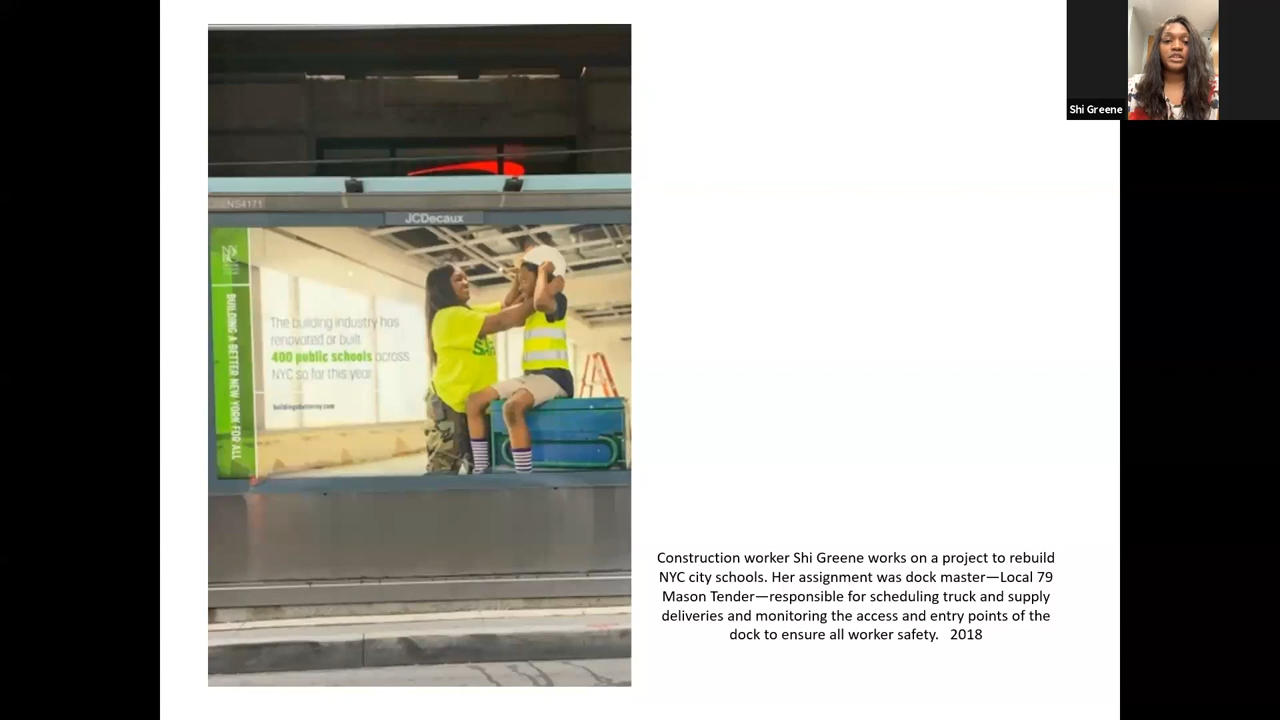 Shi Greene
NS4171
JCDecaux
BUILDING A BETTER NEW YORK FOR ALL
The building industry has
renovated or built
400 public schools across
NYC so far this year
buildingabetterny.com
Construction worker Shi Greene works on a project to rebuild
NYC city schools. Her assignment was dock master—Local 79
Mason Tender—responsible for scheduling truck and supply
deliveries and monitoring the access and entry points of the
dock to ensure all worker safety.   2018